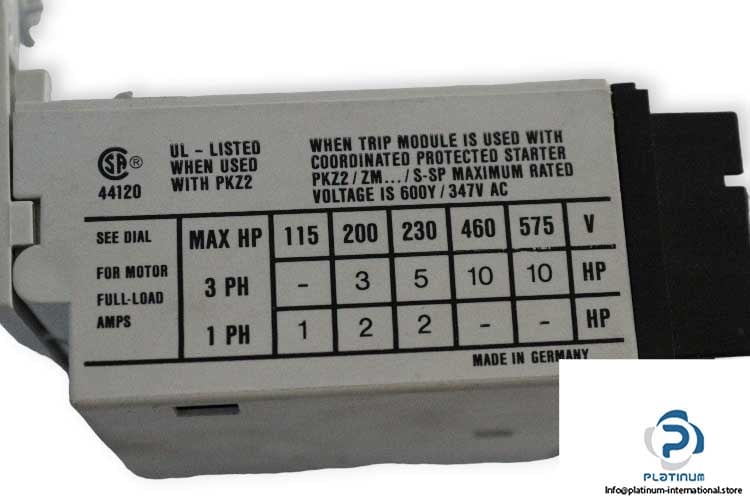 CSA®
44120
UL - LISTED
WHEN USED
WITH PKZ2
WHEN TRIP MODULE IS USED WITH
COORDINATED PROTECTED STARTER
PKZ2 / ZM... / S-SP MAXIMUM RATED
VOLTAGE IS 600Y / 347V AC
SEE DIAL
FOR MOTOR
FULL-LOAD
AMPS
MAX HP 115 200 230 460 575 V
3 PH - 3 5 10 10 HP
1 PH 1 2 2 - - HP
MADE IN GERMANY
P
PLATINUM
Info@platinum-international.store